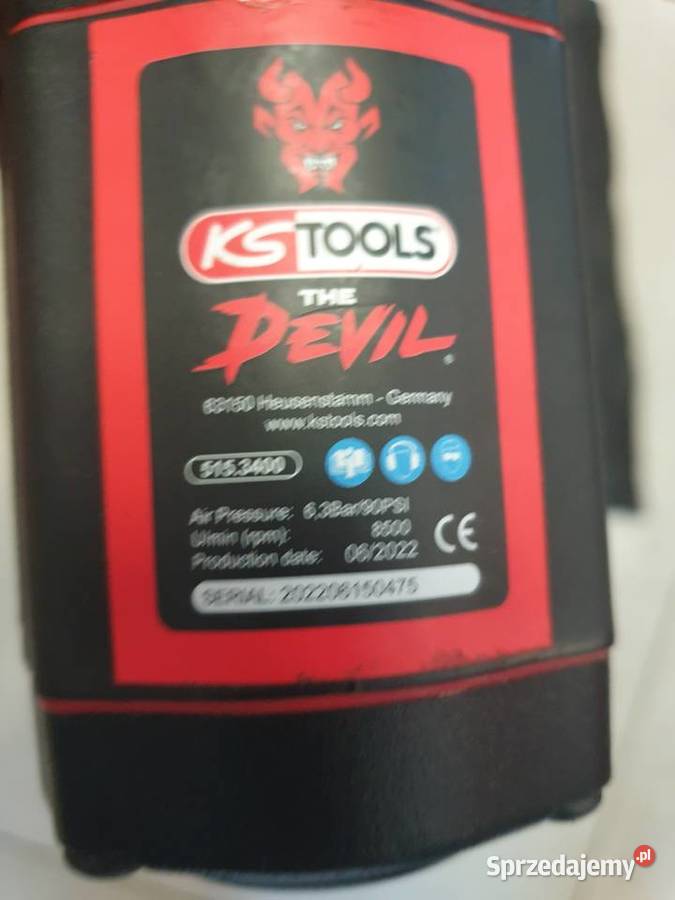 KS TOOLS
THE
DEVIL
®
63150 Heusenstamm - Germany
www.kstools.com
515.3400
Air Pressure: 6,3Bar/90PSI
U/min (rpm): 8500
Production date: 06/2022
CE
SERIAL: 202206150475
Sprzedajemy.pl